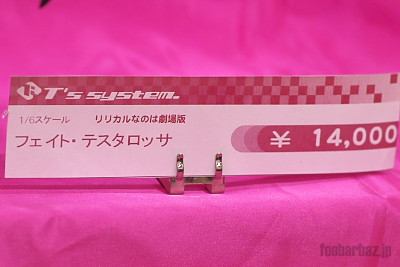 T's system.
1/6スケール リリカルなのは劇場版
フェイト・テスタロッサ
¥ 14,000
foobarbaz.jp